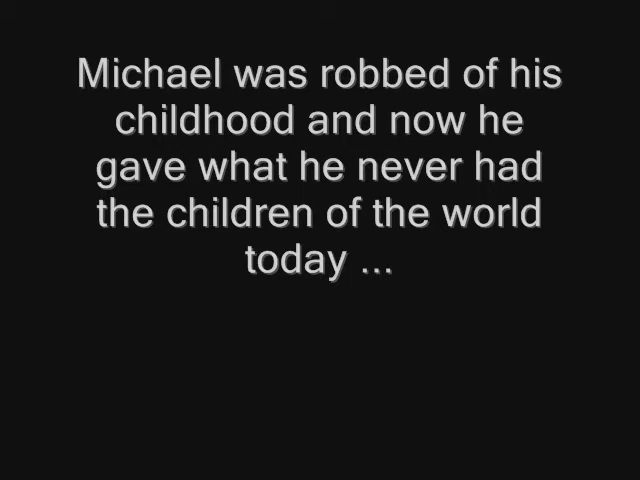 Michael was robbed of his
childhood and now he
gave what he never had
the children of the world
today ...